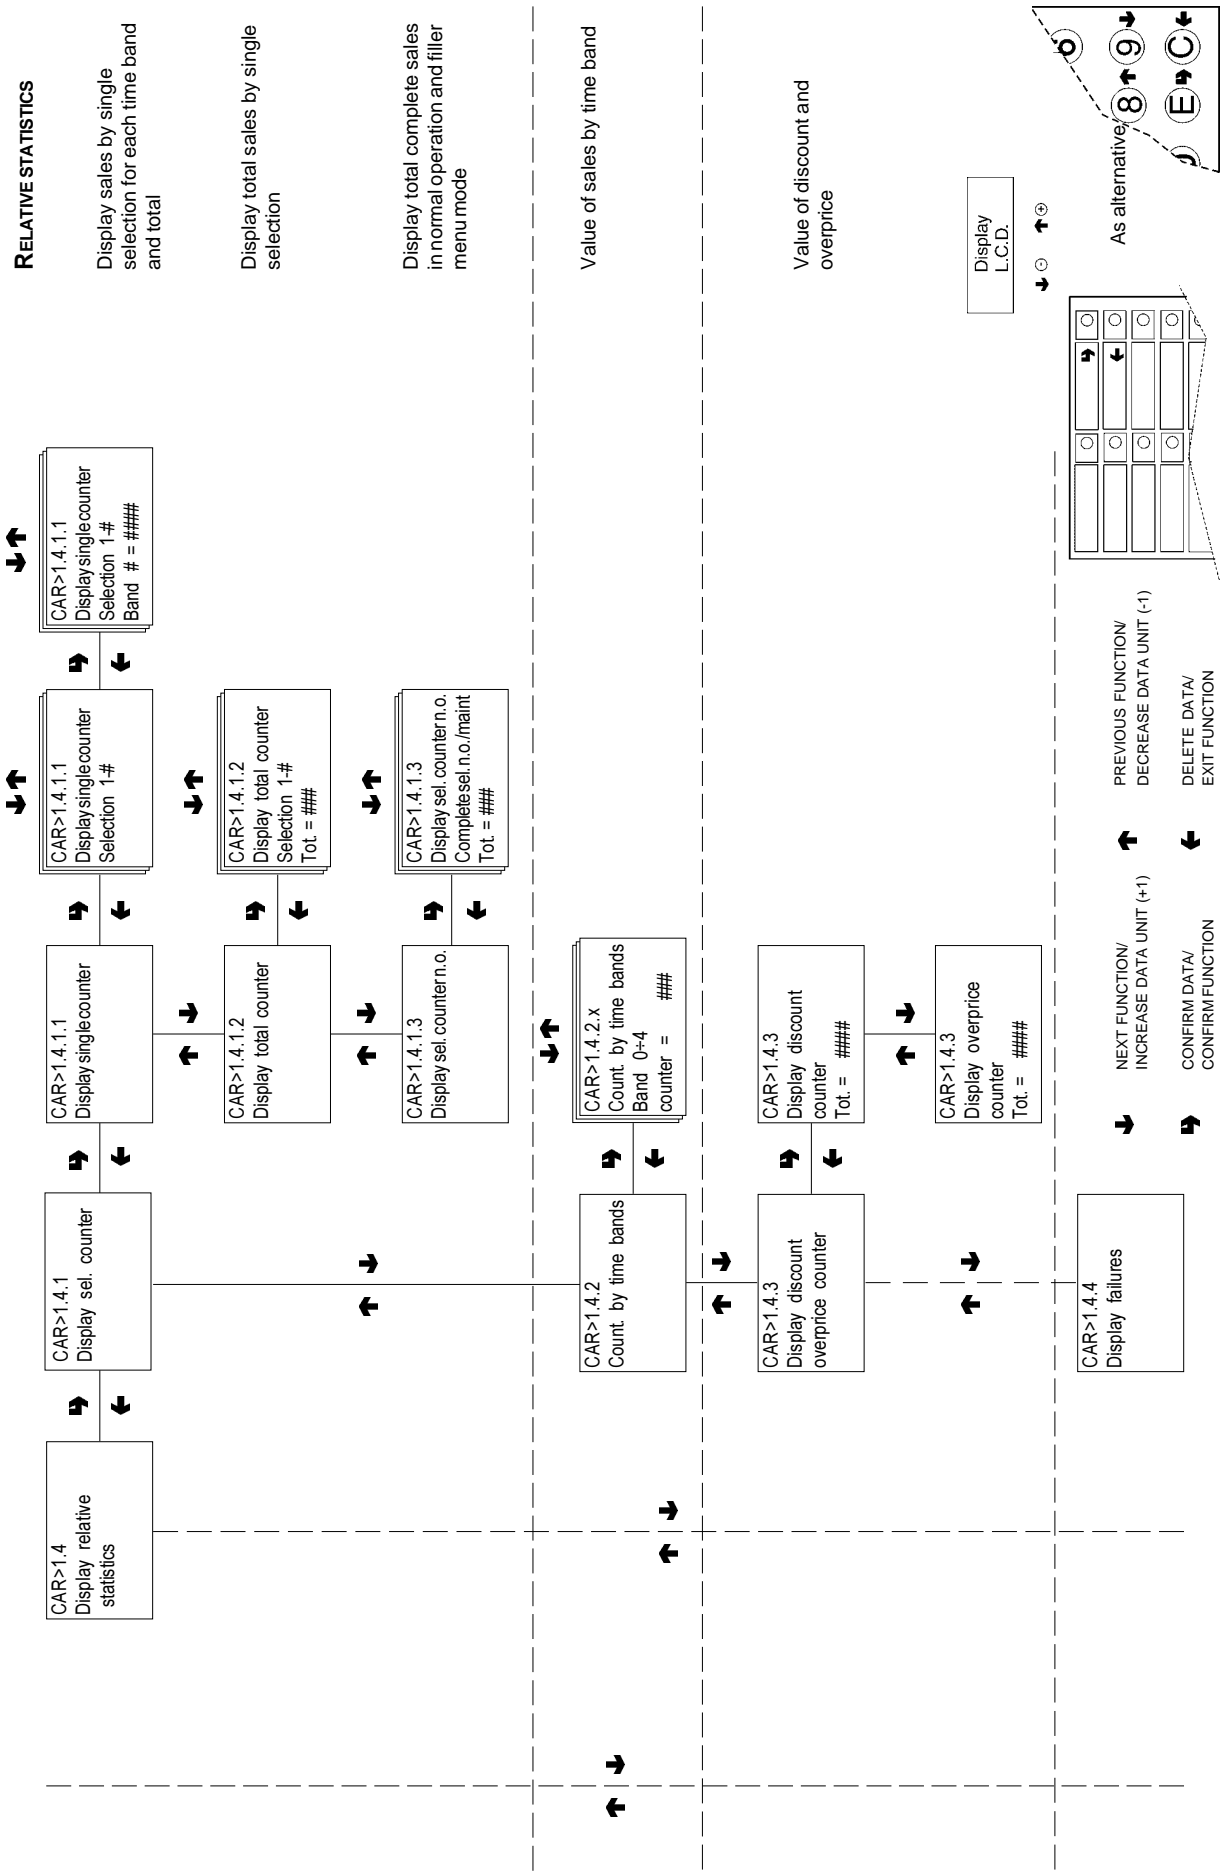 RELATIVE STATISTICS
CAR>1.4
Display relative
statistics
CAR>1.4.1
Display sel. counter
CAR>1.4.1.1
Display single counter
CAR>1.4.1.1
Display single counter
Selection 1-#
CAR>1.4.1.1
Display single counter
Selection 1-#
Band # = ####
Display sales by single
selection for each time band
and total
CAR>1.4.1.2
Display total counter
CAR>1.4.1.2
Display total counter
Selection 1-#
Tot. = ###
Display total sales by single
selection
CAR>1.4.1.3
Display sel. counter n.o.
CAR>1.4.1.3
Display sel. counter n.o.
Complete sel. n.o./maint
Tot. = ###
Display total complete sales
in normal operation and filler
menu mode
CAR>1.4.2
Count by time bands
CAR>1.4.2.x
Count by time bands
Band 0÷4
counter = ###
Value of sales by time band
CAR>1.4.3
Display discount
overprice counter
CAR>1.4.3
Display discount
counter
Tot. = ####
Value of discount and
overprice
CAR>1.4.3
Display overprice
counter
Tot. = ####
Display
L.C.D.
- +
CAR>1.4.4
Display failures
NEXT FUNCTION/
INCREASE DATA UNIT (+1)
PREVIOUS FUNCTION/
DECREASE DATA UNIT (-1)
CONFIRM DATA/
CONFIRM FUNCTION
DELETE DATA/
EXIT FUNCTION
As alternative
8 9
E C